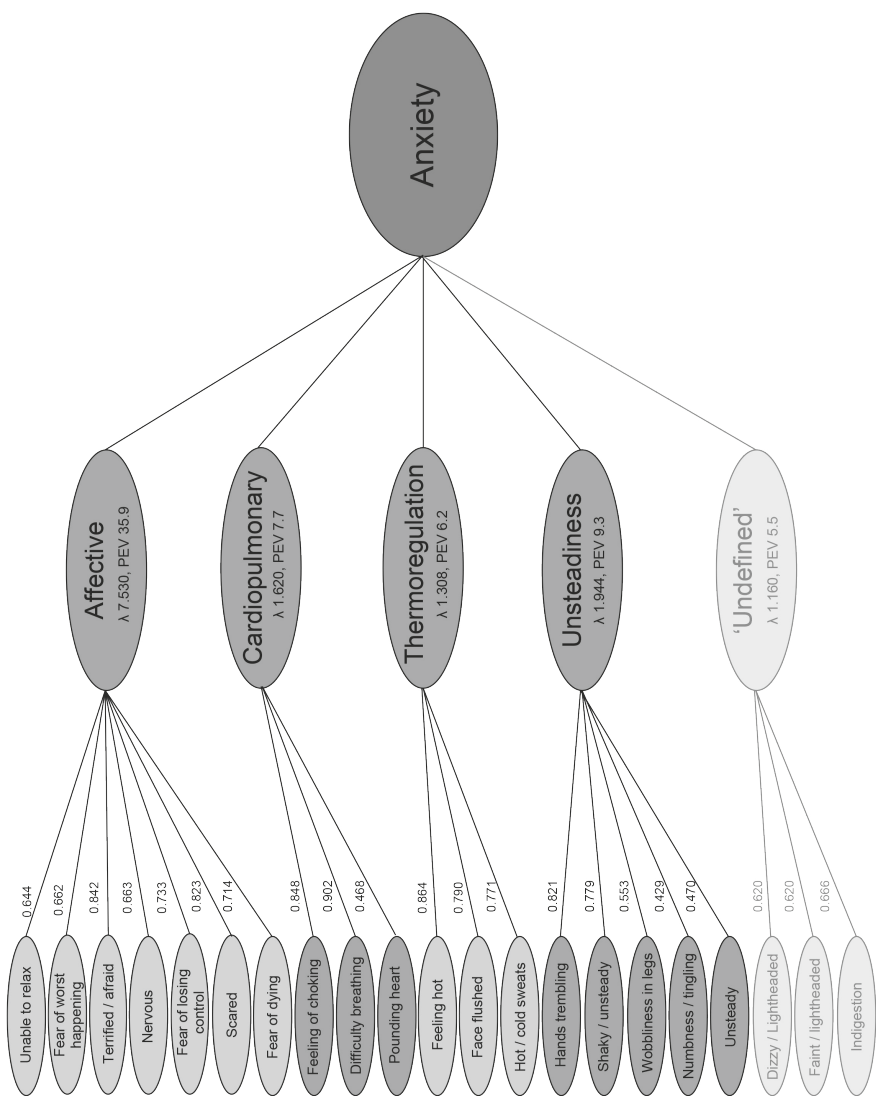 Anxiety
Affective
λ 7.530, PEV 35.9
Cardiopulmonary
λ 1.620, PEV 7.7
Thermoregulation
λ 1.308, PEV 6.2
Unsteadiness
λ 1.944, PEV 9.3
‘Undefined’
λ 1.160, PEV 5.5
0.644
0.662
0.842
0.663
0.733
0.823
0.714
0.848
0.902
0.468
0.864
0.790
0.771
0.821
0.779
0.553
0.429
0.470
0.620
0.620
0.666
Unable to relax
Fear of worst
happening
Terrified / afraid
Nervous
Fear of losing
control
Scared
Fear of dying
Feeling of choking
Difficulty breathing
Pounding heart
Feeling hot
Face flushed
Hot / cold sweats
Hands trembling
Shaky / unsteady
Wobbliness in legs
Numbness / tingling
Unsteady
Dizzy / Lightheaded
Faint / lightheaded
Indigestion